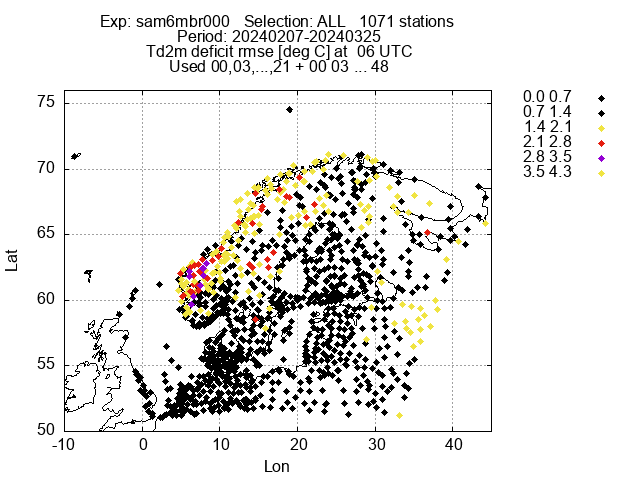 Exp: sam6mbr000   Selection: ALL   1071 stations
Period: 20240207-20240325
Td2m deficit rmse [deg C] at  06 UTC
Used 00,03,...,21 + 00 03 ... 48
0.0 0.7
0.7 1.4
1.4 2.1
2.1 2.8
2.8 3.5
3.5 4.3
75
70
65
60
55
50
Lat
-10 0 10 20 30 40
Lon